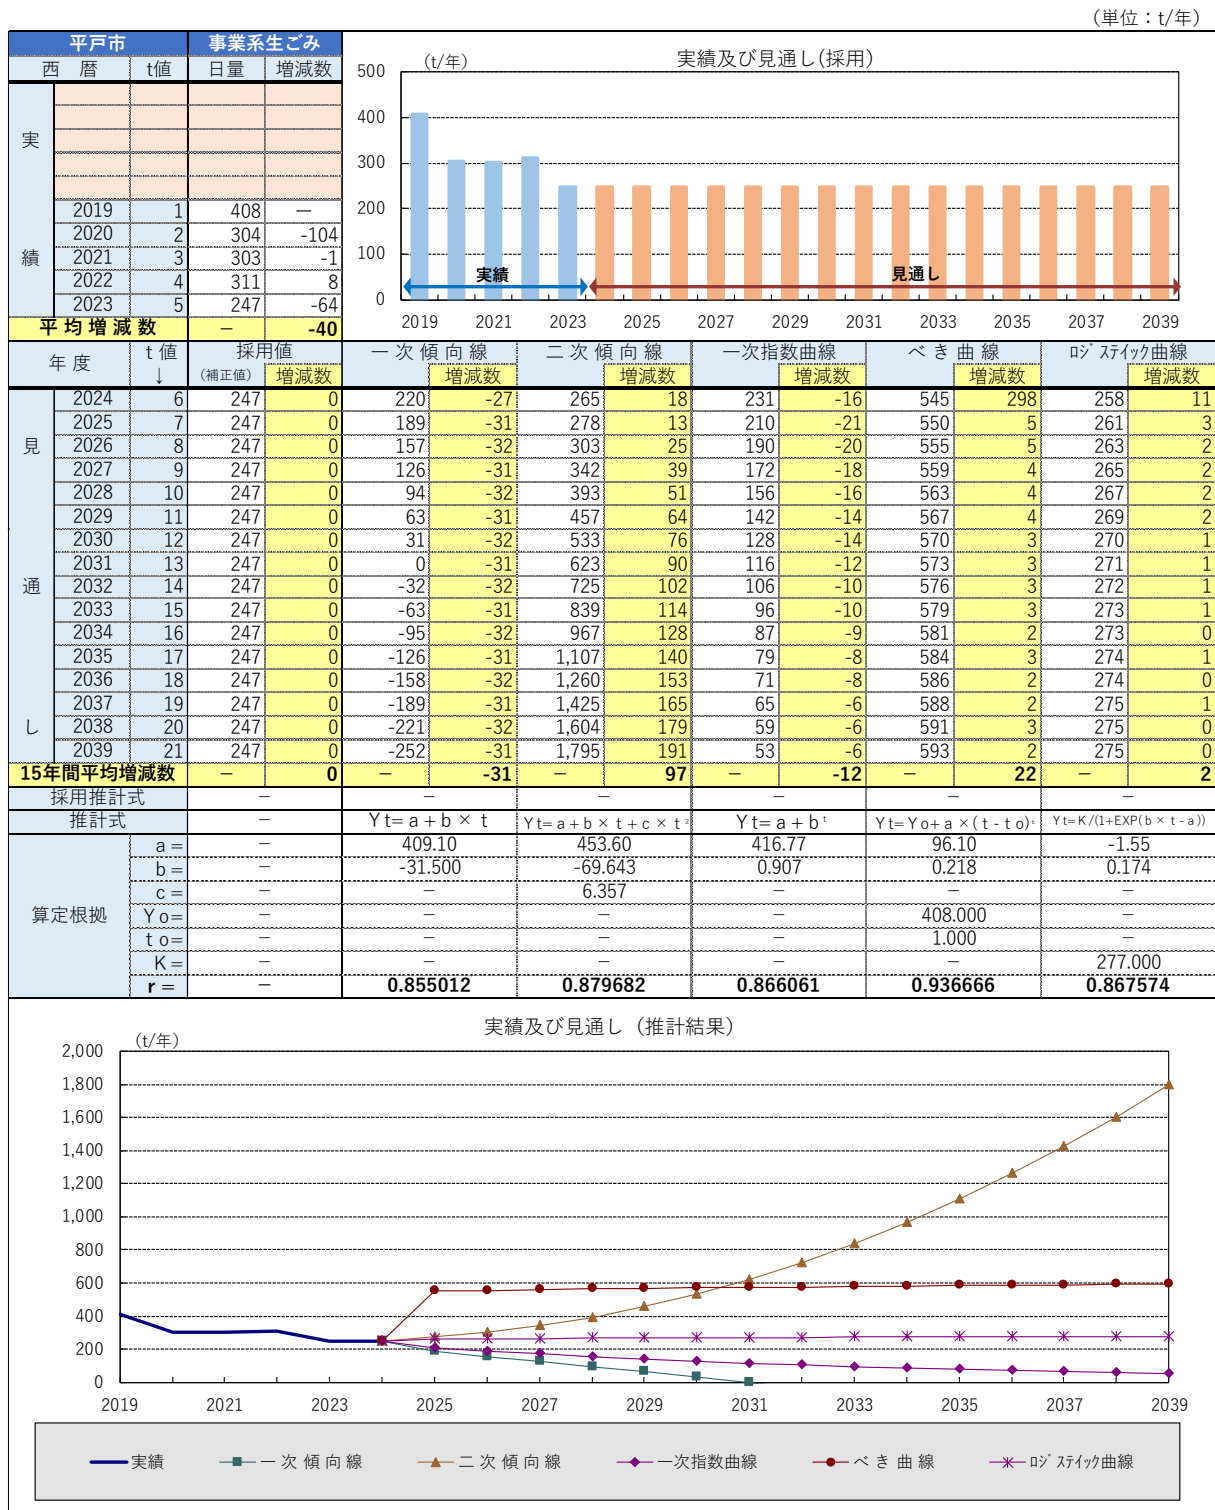 (単位：t/年)
平戸市 事業系生ごみ
西 暦 t値 日量 増減数
実
績
2019 1 408 －
2020 2 304 -104
2021 3 303 -1
2022 4 311 8
2023 5 247 -64
平均増減数 － -40
実績及び見通し(採用)
(t/年)
500
400
300
200
100
0
実績 見通し
2019 2021 2023 2025 2027 2029 2031 2033 2035 2037 2039
年度 t値 ↓ 採用値 (補正値) 増減数 一次傾向線 増減数 二次傾向線 増減数 一次指数曲線 増減数 べき曲線 増減数 ﾛｼﾞｽﾃｨｯｸ曲線 増減数
見
通
し
2024 6 247 0 220 -27 265 18 231 -16 545 298 258 11
2025 7 247 0 189 -31 278 13 210 -21 550 5 261 3
2026 8 247 0 157 -32 303 25 190 -20 555 5 263 2
2027 9 247 0 126 -31 342 39 172 -18 559 4 265 2
2028 10 247 0 94 -32 393 51 156 -16 563 4 267 2
2029 11 247 0 63 -31 457 64 142 -14 567 4 269 2
2030 12 247 0 31 -32 533 76 128 -14 570 3 270 1
2031 13 247 0 0 -31 623 90 116 -12 573 3 271 1
2032 14 247 0 -32 -32 725 102 106 -10 576 3 272 1
2033 15 247 0 -63 -31 839 114 96 -10 579 3 273 1
2034 16 247 0 -95 -32 967 128 87 -9 581 2 273 0
2035 17 247 0 -126 -31 1,107 140 79 -8 584 3 274 1
2036 18 247 0 -158 -32 1,260 153 71 -8 586 2 274 0
2037 19 247 0 -189 -31 1,425 165 65 -6 588 2 275 1
2038 20 247 0 -221 -32 1,604 179 59 -6 591 3 275 0
2039 21 247 0 -252 -31 1,795 191 53 -6 593 2 275 0
15年間平均増減数 － 0 － -31 － 97 － -12 － 22 － 2
採用推計式 － － － － － －
推計式 － Yt=a+b×t Yt=a+b×t+c×t² Yt=a+bᵗ Yt=Yo+a×(t-to)ᵇ Yt=K/(1+EXP(b×t-a))
算定根拠
a= － 409.10 453.60 416.77 96.10 -1.55
b= － -31.500 -69.643 0.907 0.218 0.174
c= － － 6.357 － － －
Yo= － － － － 408.000 －
to= － － － － 1.000 －
K= － － － － － 277.000
r= － 0.855012 0.879682 0.866061 0.936666 0.867574
実績及び見通し（推計結果）
(t/年)
2,000
1,800
1,600
1,400
1,200
1,000
800
600
400
200
0
2019 2021 2023 2025 2027 2029 2031 2033 2035 2037 2039
実績 一次傾向線 二次傾向線 一次指数曲線 べき曲線 ﾛｼﾞｽﾃｨｯｸ曲線